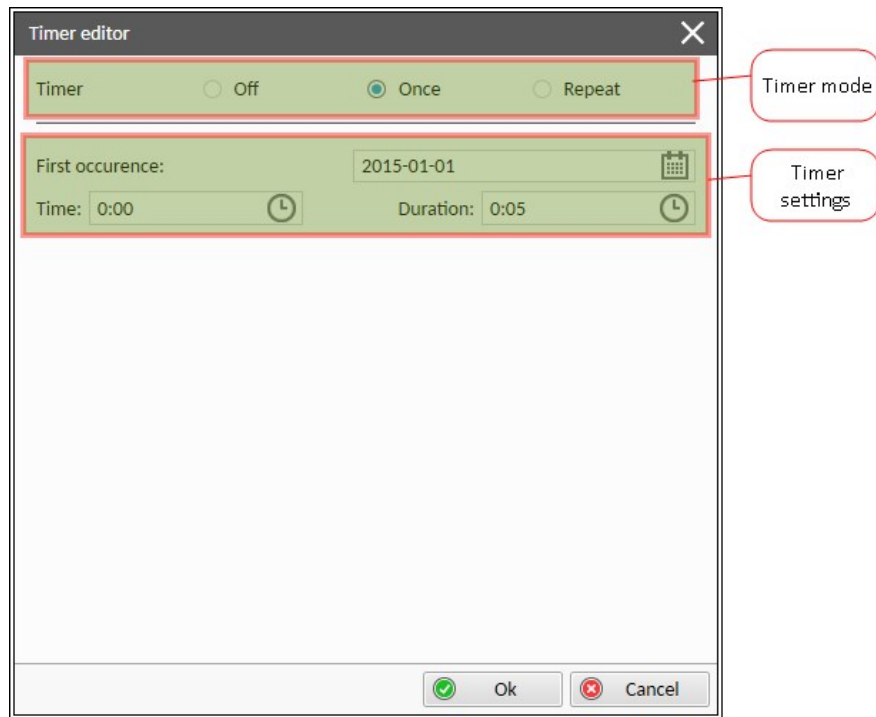 Timer editor
Timer Off Once Repeat
Timer mode
First occurence: 2015-01-01
Time: 0:00 Duration: 0:05
Timer
settings
Ok Cancel